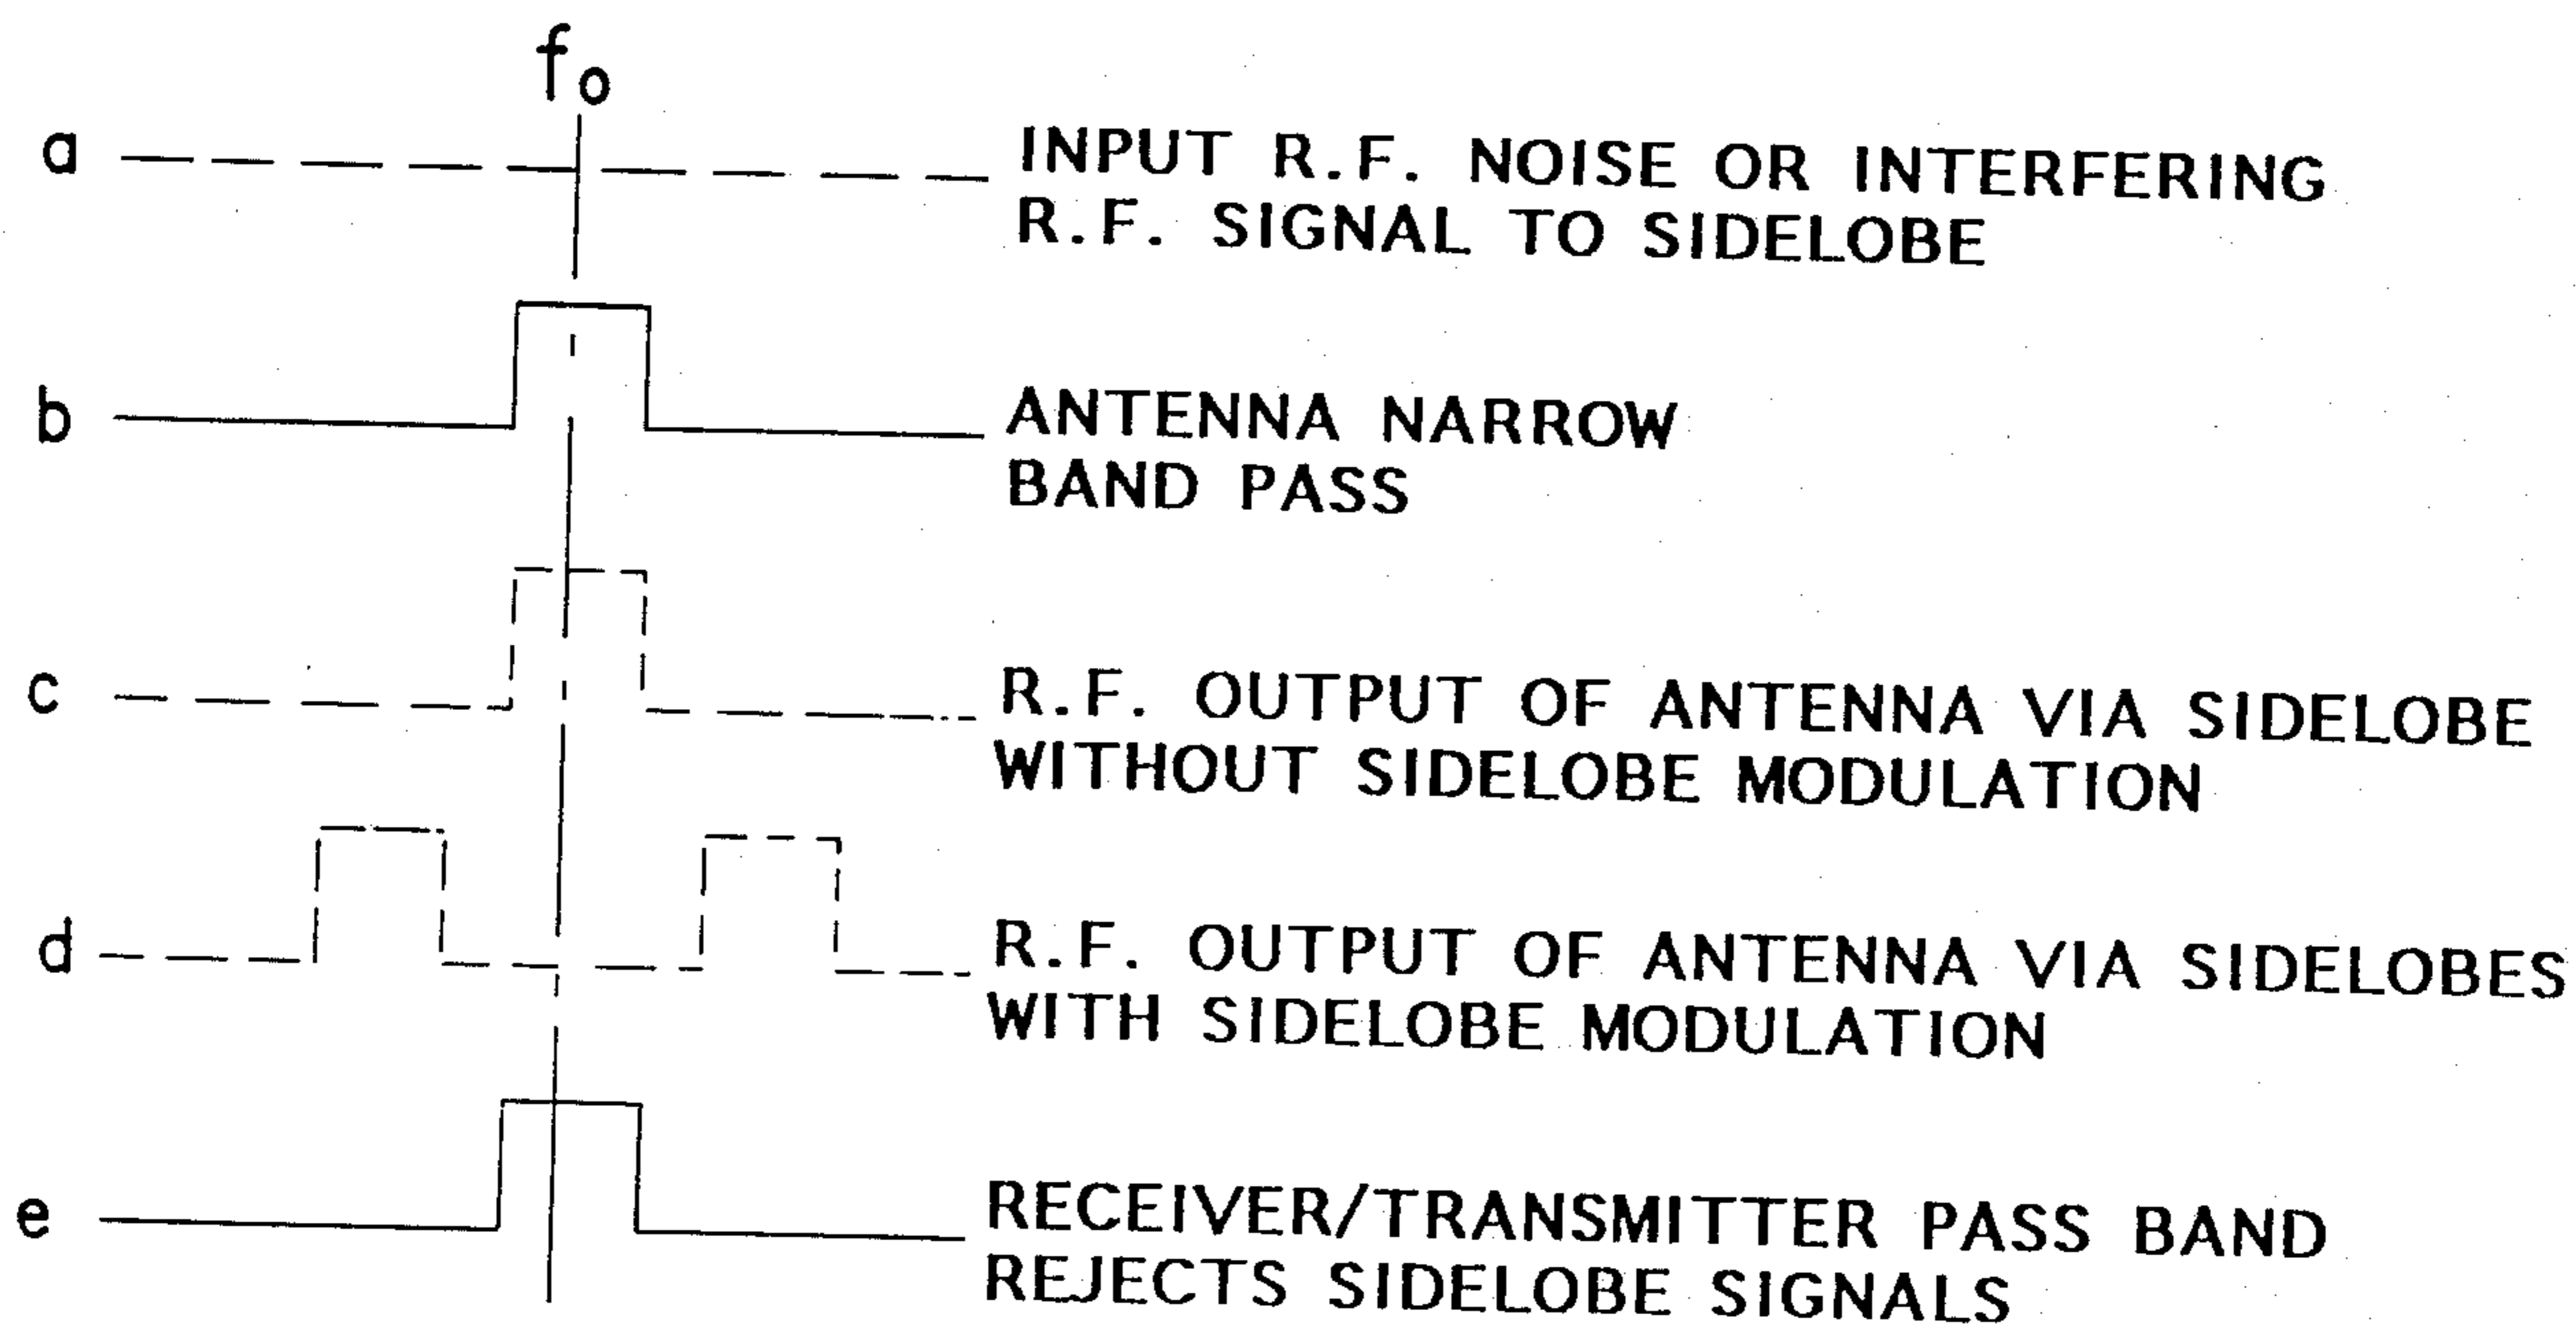 fo
a
INPUT R.F. NOISE OR INTERFERING
R.F. SIGNAL TO SIDELOBE
b
ANTENNA NARROW
BAND PASS
c
R.F. OUTPUT OF ANTENNA VIA SIDELOBE
WITHOUT SIDELOBE MODULATION
d
R.F. OUTPUT OF ANTENNA VIA SIDELOBES
WITH SIDELOBE MODULATION
e
RECEIVER/TRANSMITTER PASS BAND
REJECTS SIDELOBE SIGNALS